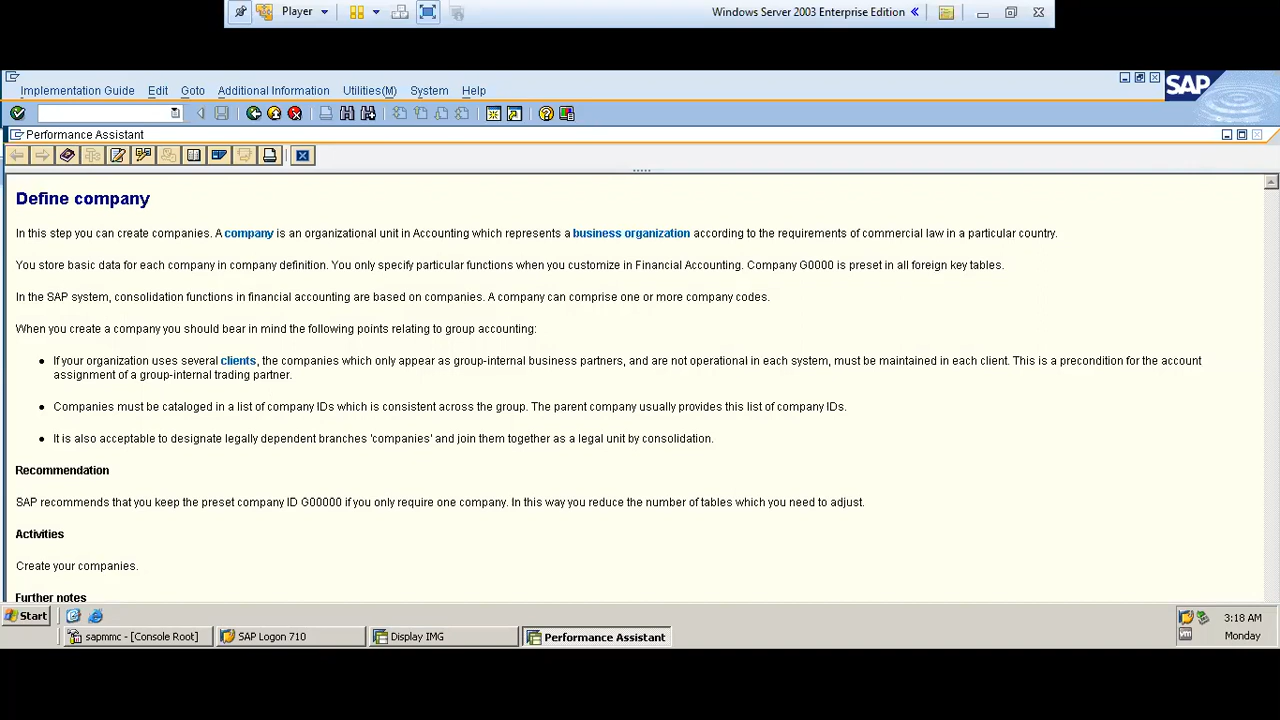 Player
Windows Server 2003 Enterprise Edition
Implementation Guide Edit Goto Additional Information Utilities(M) System Help
SAP
Performance Assistant
Define company
In this step you can create companies. A company is an organizational unit in Accounting which represents a business organization according to the requirements of commercial law in a particular country.
You store basic data for each company in company definition. You only specify particular functions when you customize in Financial Accounting. Company G0000 is preset in all foreign key tables.
In the SAP system, consolidation functions in financial accounting are based on companies. A company can comprise one or more company codes.
When you create a company you should bear in mind the following points relating to group accounting:
• If your organization uses several clients, the companies which only appear as group-internal business partners, and are not operational in each system, must be maintained in each client. This is a precondition for the account
assignment of a group-internal trading partner.
• Companies must be cataloged in a list of company IDs which is consistent across the group. The parent company usually provides this list of company IDs.
• It is also acceptable to designate legally dependent branches 'companies' and join them together as a legal unit by consolidation.
Recommendation
SAP recommends that you keep the preset company ID G00000 if you only require one company. In this way you reduce the number of tables which you need to adjust.
Activities
Create your companies.
Further notes
Start
3:18 AM
sapmmc - [Console Root] SAP Logon 710 Display IMG Performance Assistant
Monday